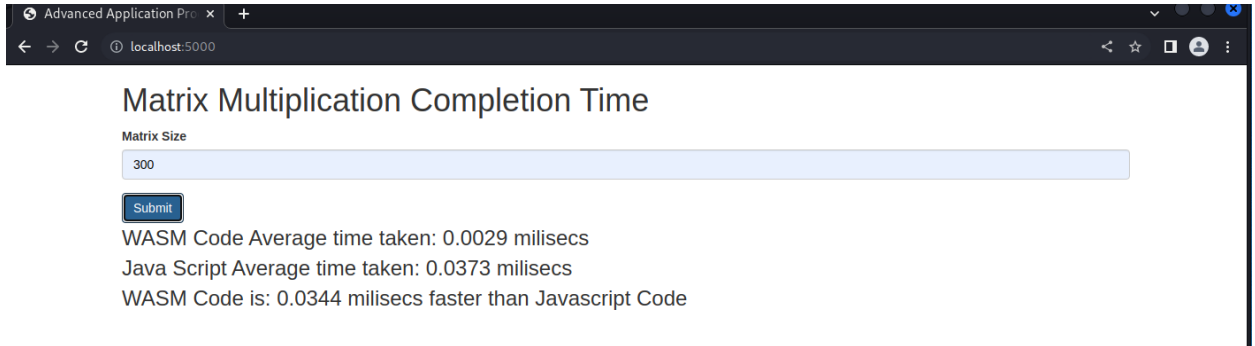 Advanced Application Pro
localhost:5000
Matrix Multiplication Completion Time
Matrix Size
300
Submit
WASM Code Average time taken: 0.0029 milisecs
Java Script Average time taken: 0.0373 milisecs
WASM Code is: 0.0344 milisecs faster than Javascript Code